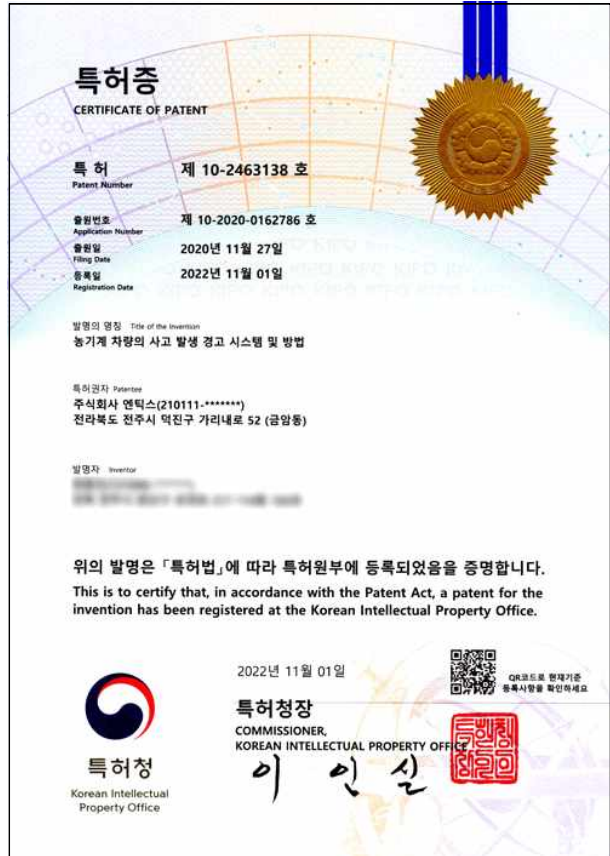 특허증
CERTIFICATE OF PATENT
특 허 제 10-2463138 호
Patent Number
출원번호 제 10-2020-0162786 호
Application Number
출원일 2020년 11월 27일
Filing Date
등록일 2022년 11월 01일
Registration Date
발명의 명칭 Title of the Invention
농기계 차량의 사고 발생 경고 시스템 및 방법
특허권자 Patentee
주식회사 엔틱스(210111-*******)
전라북도 전주시 덕진구 가리내로 52 (금암동)
발명자 Inventor
위의 발명은 「특허법」에 따라 특허원부에 등록되었음을 증명합니다.
This is to certify that, in accordance with the Patent Act, a patent for the
invention has been registered at the Korean Intellectual Property Office.
2022년 11월 01일
QR코드로 현재기준
등록사항을 확인하세요
특허청장
COMMISSIONER,
KOREAN INTELLECTUAL PROPERTY OFFICE
이 인 실
특허청
Korean Intellectual
Property Office